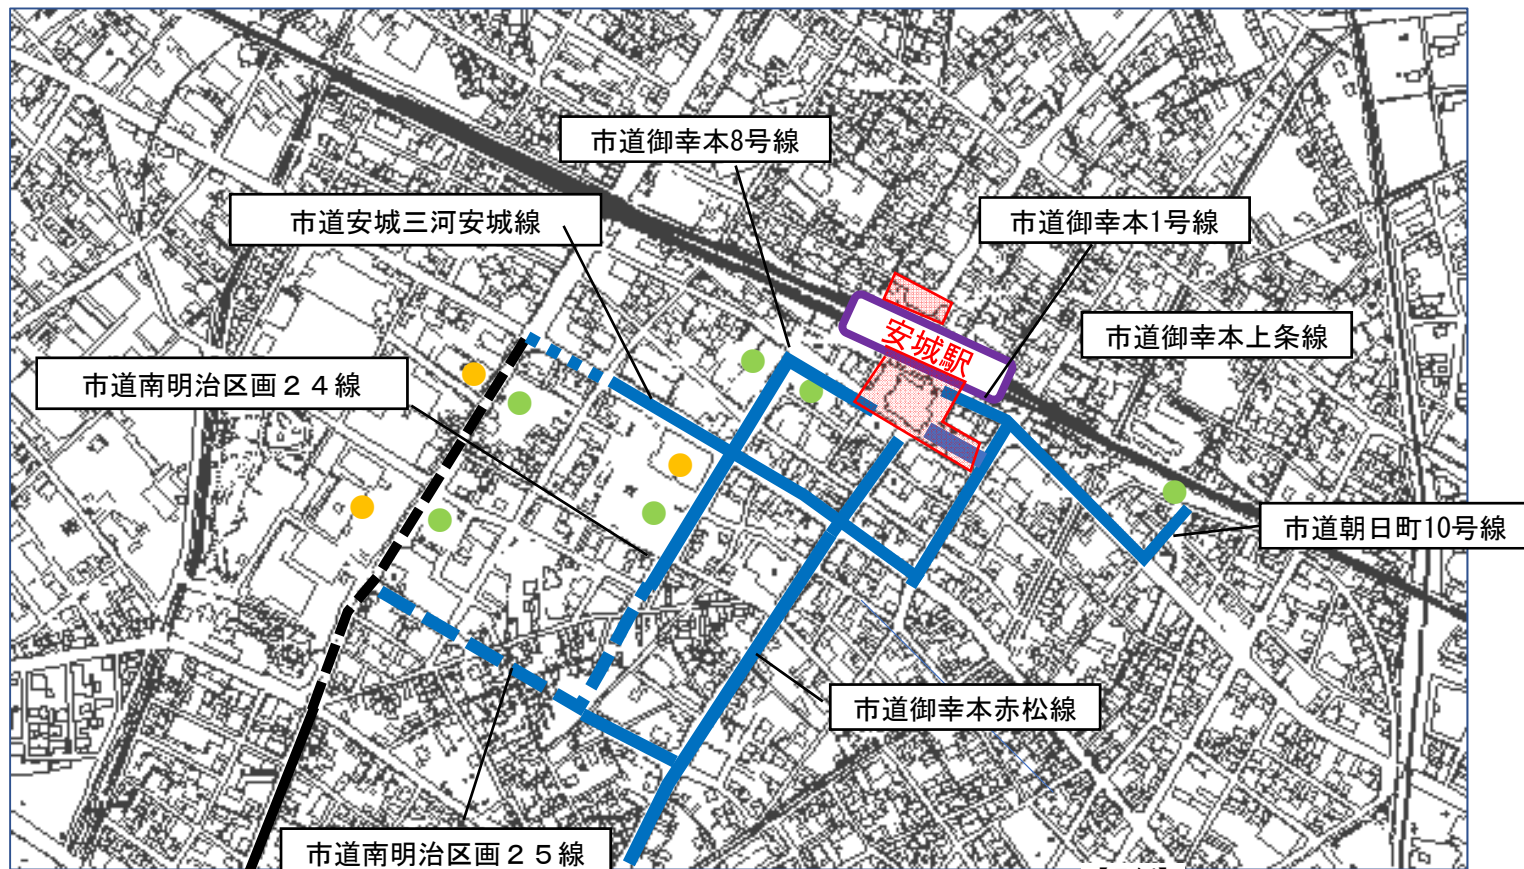 市道御幸本8号線
市道安城三河安城線
市道御幸本1号線
安城駅
市道御幸本上条線
市道南明治区画２４線
市道朝日町10号線
市道御幸本赤松線
市道南明治区画２５線